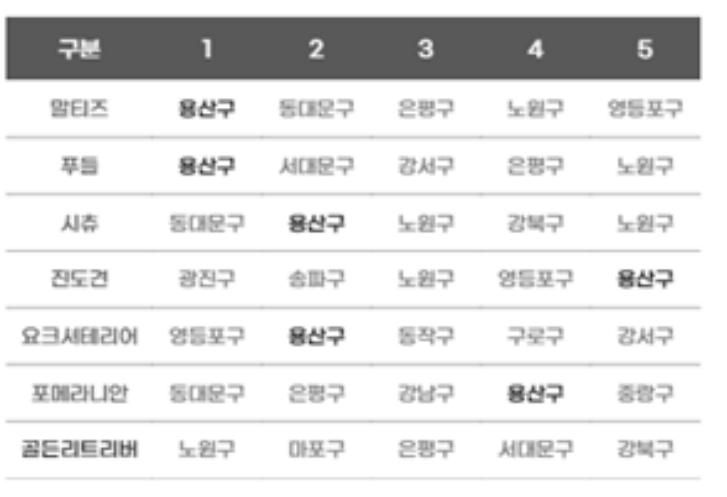 구분 1 2 3 4 5
말티즈 용산구 동대문구 은평구 노원구 영등포구
푸들 용산구 서대문구 강서구 은평구 노원구
시츄 동대문구 용산구 노원구 강북구 노원구
진도견 광진구 송파구 노원구 영등포구 용산구
요크셰테리어 영등포구 용산구 동작구 구로구 강서구
포메라니안 동대문구 은평구 강남구 용산구 중랑구
골든리트리버 노원구 마포구 은평구 서대문구 강북구